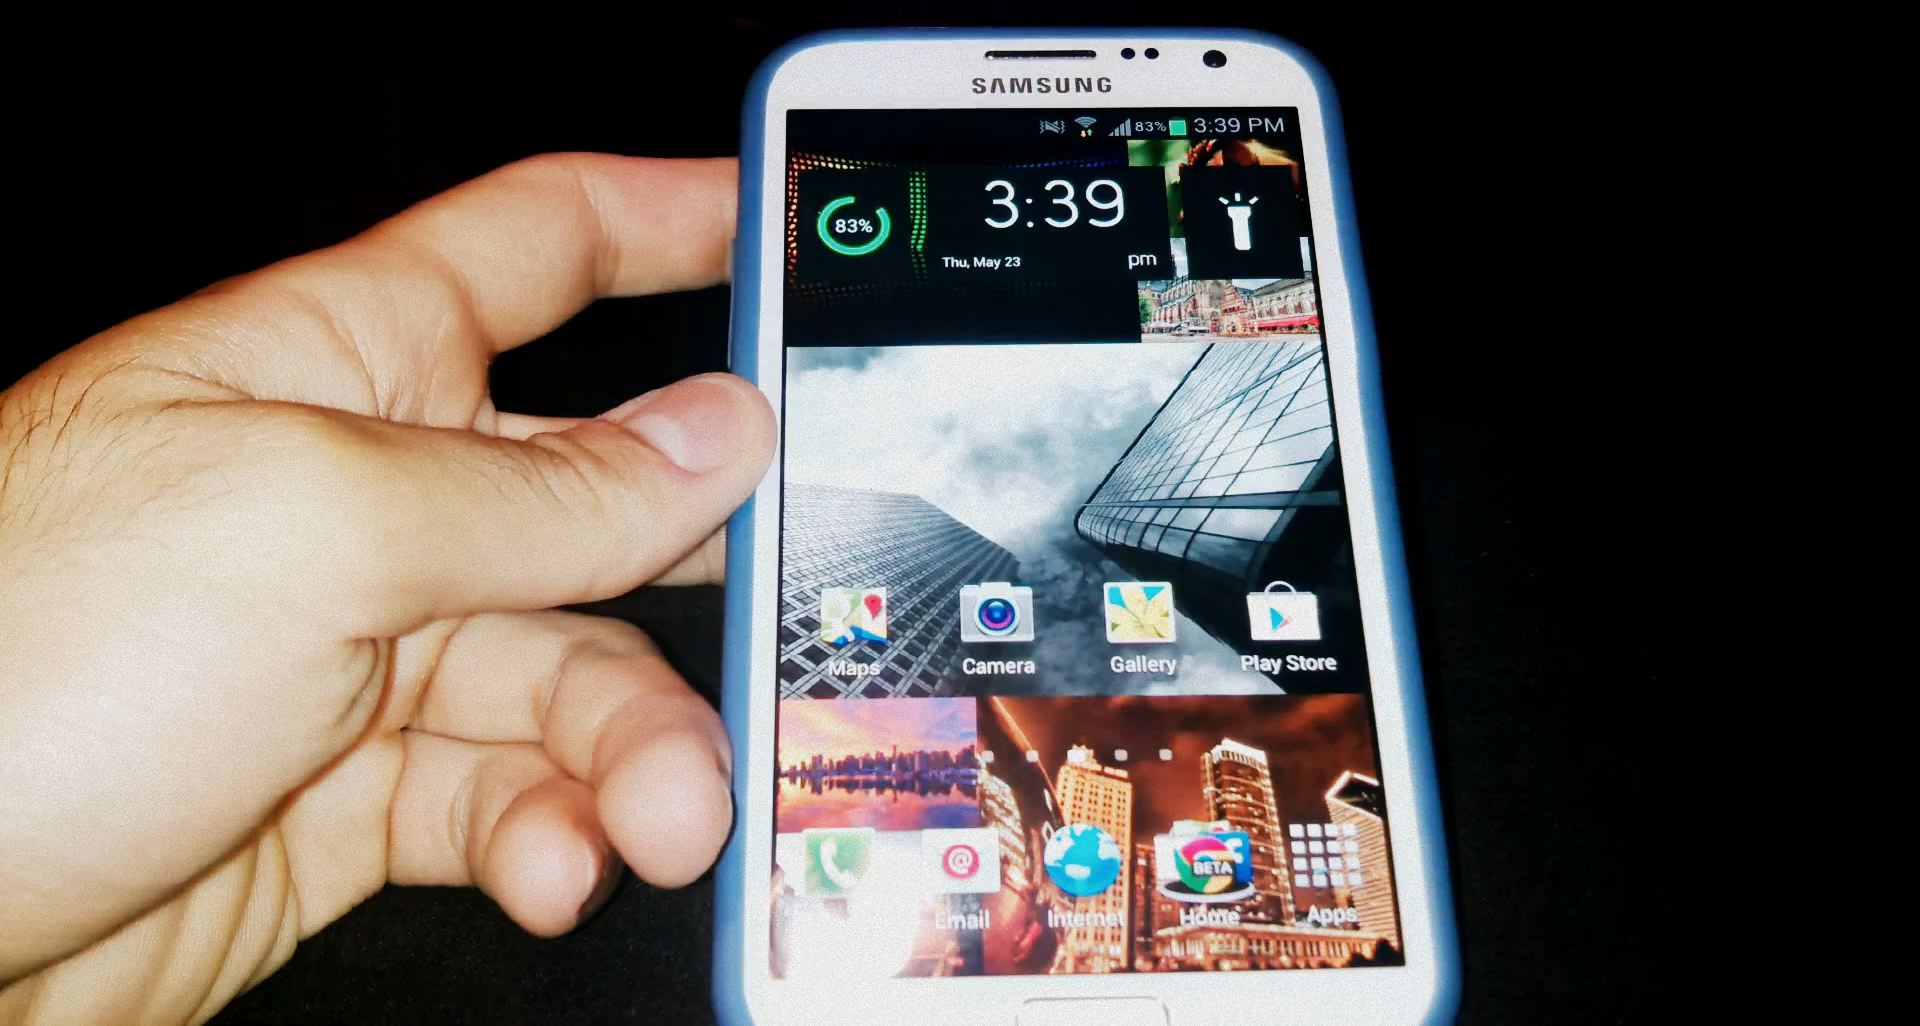 SAMSUNG
83% 3:39 PM
83%
3:39
Thu, May 23 pm
Maps Camera Gallery Play Store
@
BETA
Email Internet Home Apps